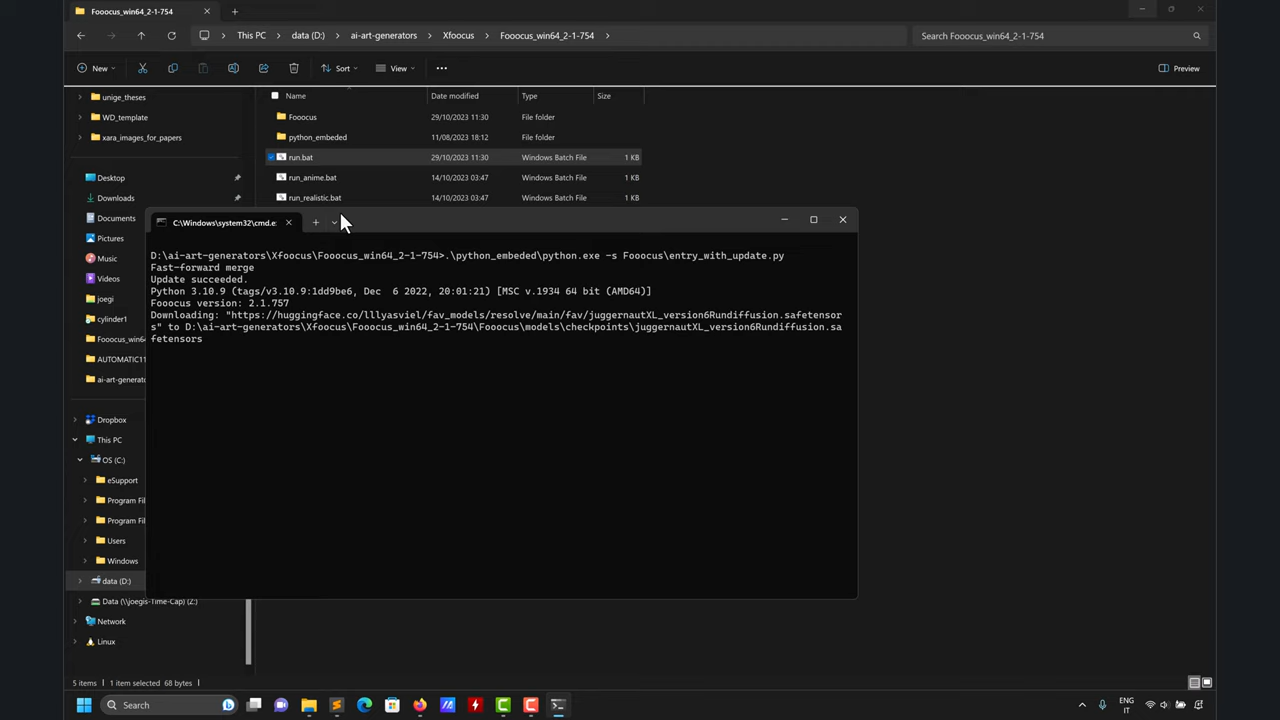 Fooocus_win64_2-1-754
This PC
data (D:)
ai-art-generators
Xfoocus
Fooocus_win64_2-1-754
Search Fooocus_win64_2-1-754
New
Sort
View
Preview
Name
Date modified
Type
Size
unige_theses
WD_template
xara_images_for_papers
Fooocus
29/10/2023 11:30
File folder
python_embeded
11/08/2023 18:12
File folder
run.bat
29/10/2023 11:30
Windows Batch File
1 KB
run_anime.bat
14/10/2023 03:47
Windows Batch File
1 KB
run_realistic.bat
14/10/2023 03:47
Windows Batch File
1 KB
Desktop
Downloads
Documents
Pictures
Music
Videos
joegi
cylinder1
Fooocus_win64
AUTOMATIC11
ai-art-generato
Dropbox
This PC
OS (C:)
eSupport
Program Fil
Program Fil
Users
Windows
data (D:)
Data (\\joegis-Time-Cap) (Z:)
Network
Linux
C:\Windows\system32\cmd.e
D:\ai-art-generators\Xfoocus\Fooocus_win64_2-1-754>.\python_embeded\python.exe -s Fooocus\entry_with_update.py
Fast-forward merge
Update succeeded.
Python 3.10.9 (tags/v3.10.9:1dd9be6, Dec  6 2022, 20:01:21) [MSC v.1934 64 bit (AMD64)]
Fooocus version: 2.1.757
Downloading: "https://huggingface.co/lllyasviel/fav_models/resolve/main/fav/juggernautXL_version6Rundiffusion.safetensor
s" to D:\ai-art-generators\Xfoocus\Fooocus_win64_2-1-754\Fooocus\models\checkpoints\juggernautXL_version6Rundiffusion.sa
fetensors
5 items
1 item selected 68 bytes
Search
ENG
IT